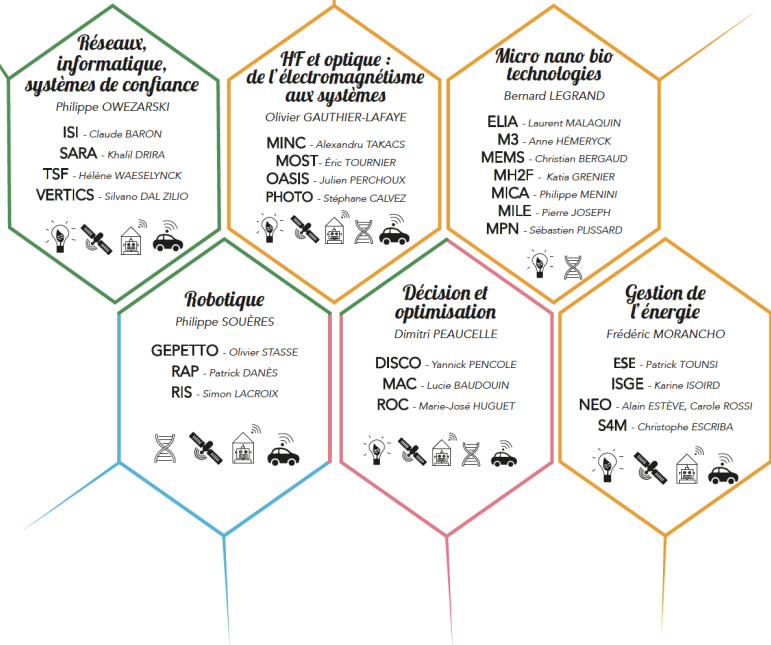 Réseaux,
informatique,
systèmes de confiance
Philippe OWEZARSKI
ISI - Claude BARON
SARA - Khalil DRIRA
TSF - Hélène WAESELYNCK
VERTICS - Silvano DAL ZILIO
HF et optique :
de l'électromagnétisme
aux systèmes
Olivier GAUTHIER-LAFAYE
MINC - Alexandru TAKACS
MOST - Éric TOURNIER
OASIS - Julien PERCHOUX
PHOTO - Stéphane CALVEZ
Micro nano bio
technologies
Bernard LEGRAND
ELIA - Laurent MALAQUIN
M3 - Anne HÉMERYCK
MEMS - Christian BERGAUD
MH2F - Katia GRENIER
MICA - Philippe MENINI
MILE - Pierre JOSEPH
MPN - Sébastien PLISSARD
Robotique
Philippe SOUÈRES
GEPETTO - Olivier STASSE
RAP - Patrick DANÈS
RIS - Simon LACROIX
Décision et
optimisation
Dimitri PEAUCELLE
DISCO - Yannick PENCOLE
MAC - Lucie BAUDOUIN
ROC - Marie-José HUGUET
Gestion de
l'énergie
Frédéric MORANCHO
ESE - Patrick TOUNSI
ISGE - Karine ISOIRD
NEO - Alain ESTÈVE, Carole ROSSI
S4M - Christophe ESCRIBA